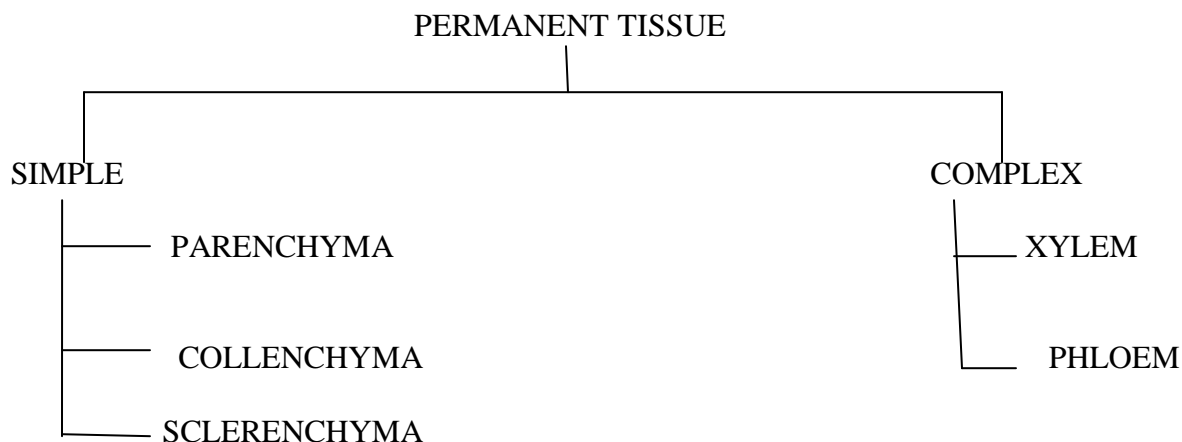 PERMANENT TISSUE
SIMPLE
COMPLEX
PARENCHYMA
XYLEM
COLLENCHYMA
PHLOEM
SCLERENCHYMA